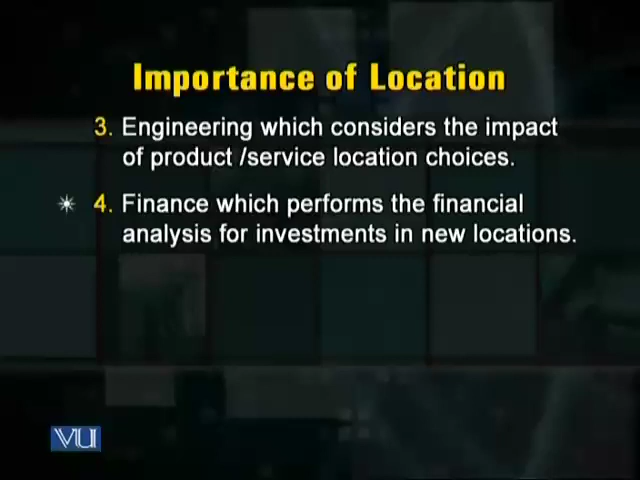 Importance of Location
3. Engineering which considers the impact
of product /service location choices.
4. Finance which performs the financial
analysis for investments in new locations.
VU